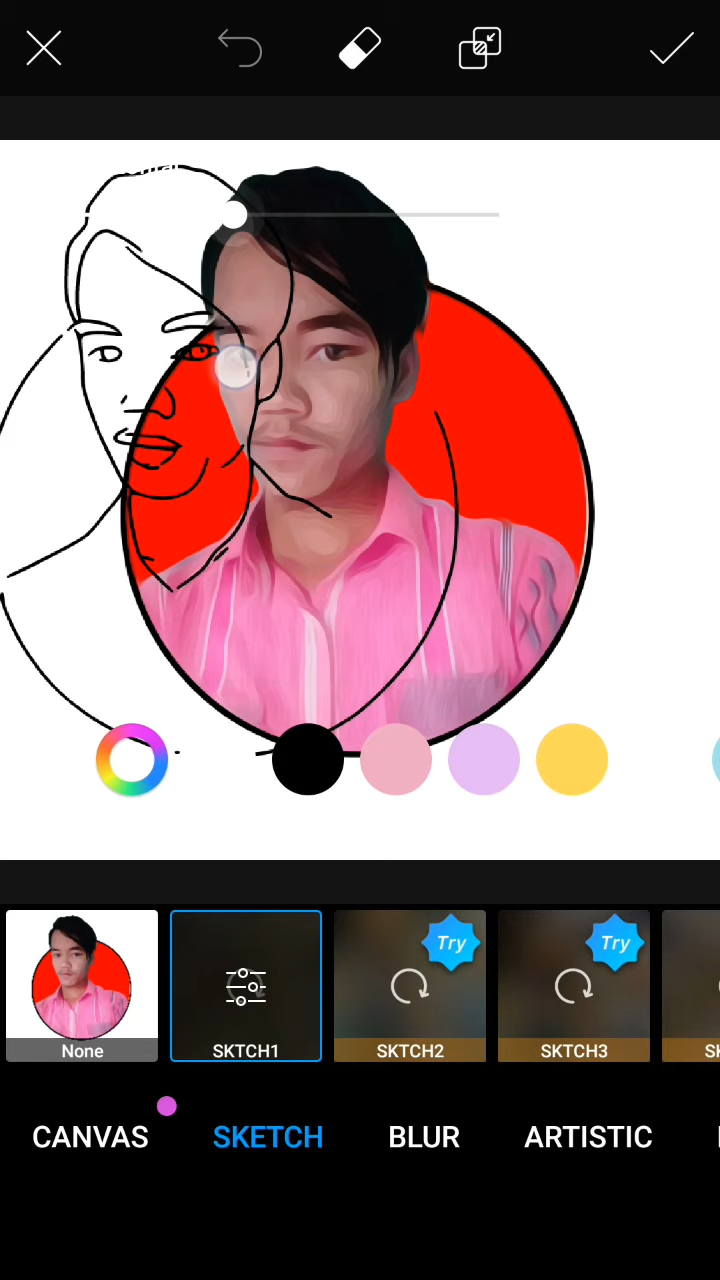 Try
Try
None
SKTCH1
SKTCH2
SKTCH3
CANVAS
SKETCH
BLUR
ARTISTIC